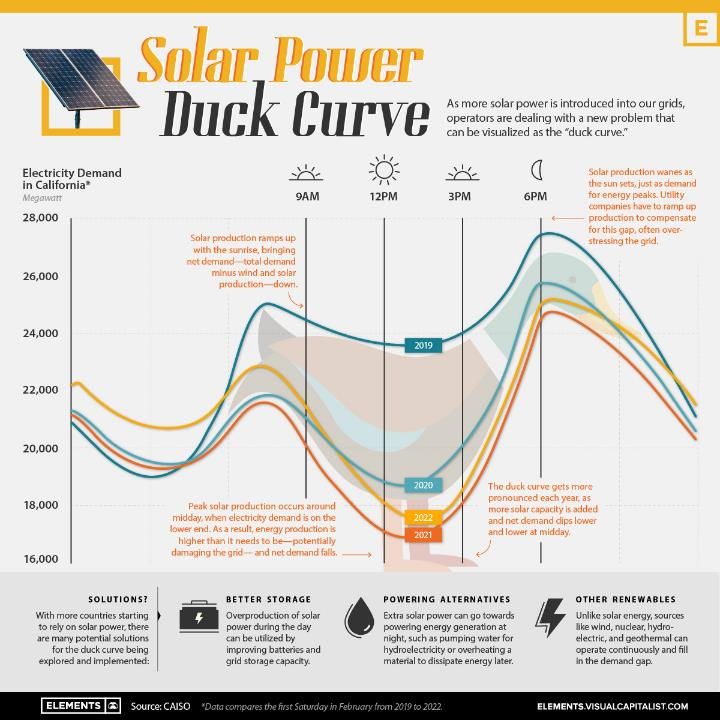 E
Solar Power
Duck Curve
As more solar power is introduced into our grids,
operators are dealing with a new problem that
can be visualized as the “duck curve.”
Electricity Demand
in California*
Megawatt
9AM
12PM
3PM
6PM
Solar production wanes as
the sun sets, just as demand
for energy peaks. Utility
companies have to ramp up
production to compensate
for this gap, often over-
stressing the grid.
28,000
26,000
24,000
22,000
20,000
18,000
16,000
Solar production ramps up
with the sunrise, bringing
net demand—total demand
minus wind and solar
production—down.
2019
2020
2022
2021
Peak solar production occurs around
midday, when electricity demand is on the
lower end. As a result, energy production is
higher than it needs to be—potentially
damaging the grid— and net demand falls.
The duck curve gets more
pronounced each year, as
more solar capacity is added
and net demand dips lower
and lower at midday.
SOLUTIONS?
With more countries starting
to rely on solar power, there
are many potential solutions
for the duck curve being
explored and implemented:
BETTER STORAGE
Overproduction of solar
power during the day
can be utilized by
improving batteries and
grid storage capacity.
POWERING ALTERNATIVES
Extra solar power can go towards
powering energy generation at
night, such as pumping water for
hydroelectricity or overheating a
material to dissipate energy later.
OTHER RENEWABLES
Unlike solar energy, sources
like wind, nuclear, hydro-
electric, and geothermal can
operate continuously and fill
in the demand gap.
ELEMENTS
Source: CAISO
*Data compares the first Saturday in February from 2019 to 2022.
ELEMENTS.VISUALCAPITALIST.COM